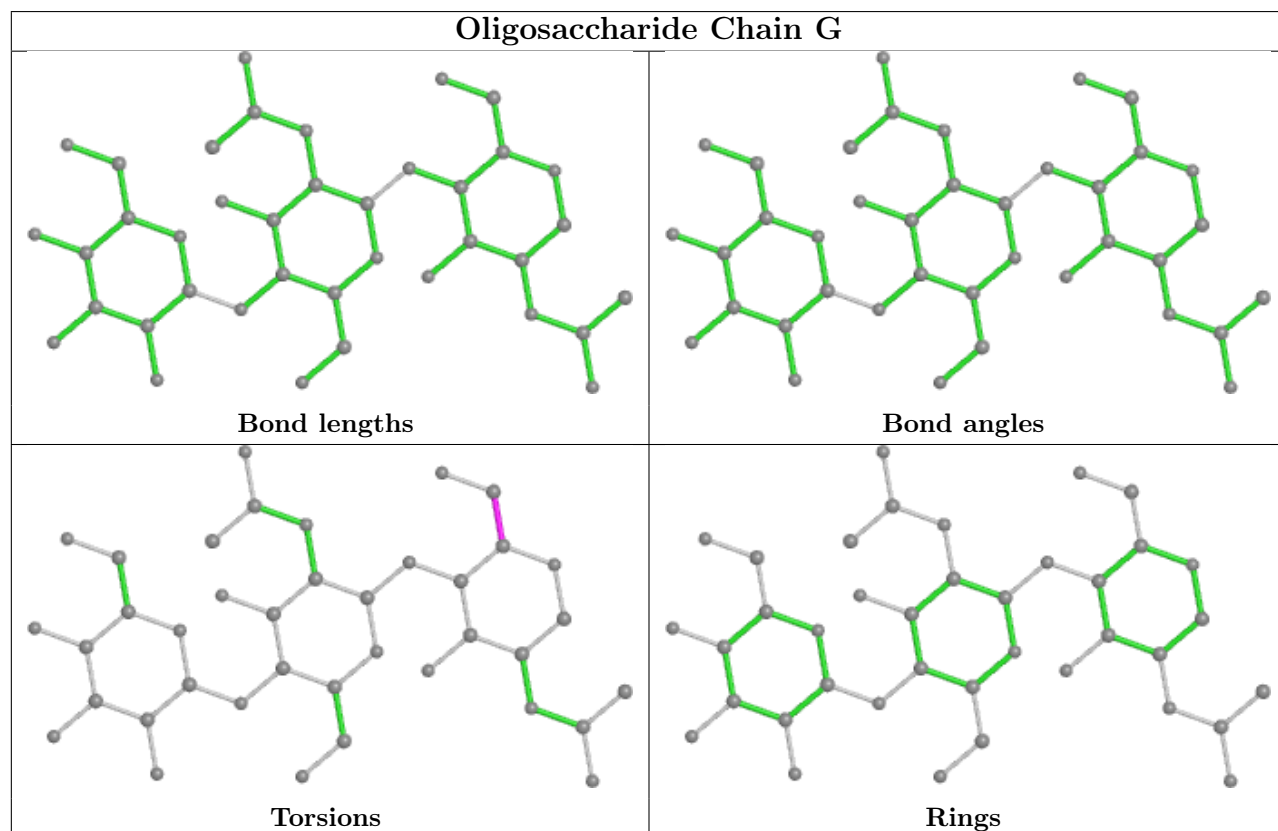 Oligosaccharide Chain G
Bond lengths
Bond angles
Torsions
Rings